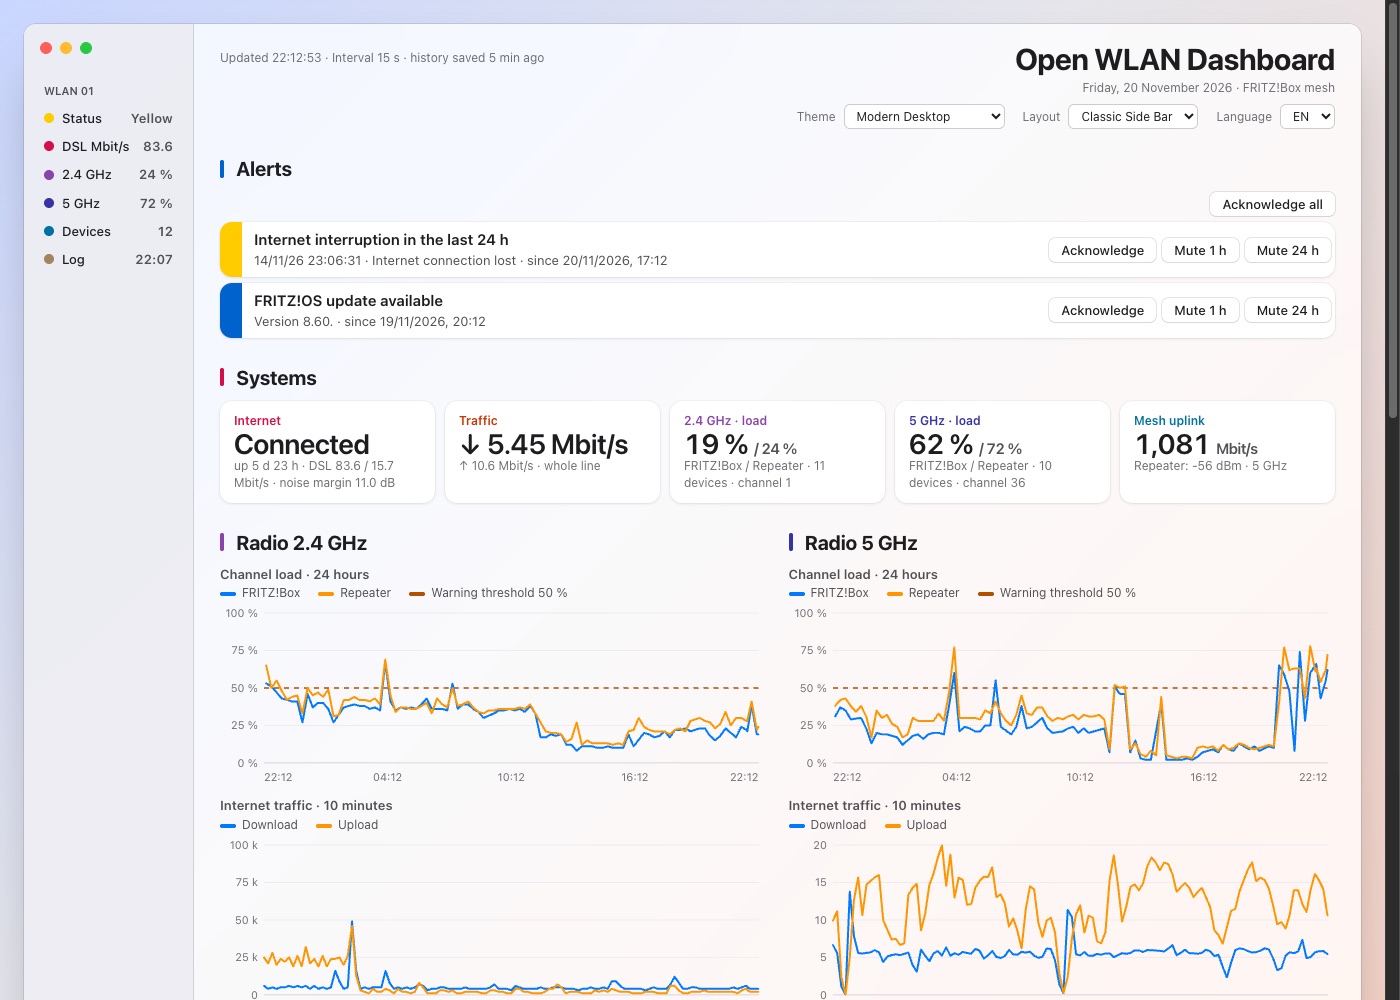 WLAN 01
Status Yellow
DSL Mbit/s 83.6
2.4 GHz 24 %
5 GHz 72 %
Devices 12
Log 22:07
Updated 22:12:53 · Interval 15 s · history saved 5 min ago
Open WLAN Dashboard
Friday, 20 November 2026 · FRITZ!Box mesh
Theme Modern Desktop Layout Classic Side Bar Language EN
Alerts
Acknowledge all
Internet interruption in the last 24 h
14/11/26 23:06:31 · Internet connection lost · since 20/11/2026, 17:12
Acknowledge Mute 1 h Mute 24 h
FRITZ!OS update available
Version 8.60. · since 19/11/2026, 20:12
Acknowledge Mute 1 h Mute 24 h
Systems
Internet
Connected
up 5 d 23 h · DSL 83.6 / 15.7
Mbit/s · noise margin 11.0 dB
Traffic
↓ 5.45 Mbit/s
↑ 10.6 Mbit/s · whole line
2.4 GHz · load
19 % / 24 %
FRITZ!Box / Repeater · 11
devices · channel 1
5 GHz · load
62 % / 72 %
FRITZ!Box / Repeater · 10
devices · channel 36
Mesh uplink
1,081 Mbit/s
Repeater: -56 dBm · 5 GHz
Radio 2.4 GHz
Channel load · 24 hours
FRITZ!Box Repeater Warning threshold 50 %
100 %
75 %
50 %
25 %
0 %
22:12 04:12 10:12 16:12 22:12
Internet traffic · 10 minutes
Download Upload
100 k
75 k
50 k
25 k
0
Radio 5 GHz
Channel load · 24 hours
FRITZ!Box Repeater Warning threshold 50 %
100 %
75 %
50 %
25 %
0 %
22:12 04:12 10:12 16:12 22:12
Internet traffic · 10 minutes
Download Upload
20
15
10
5
0